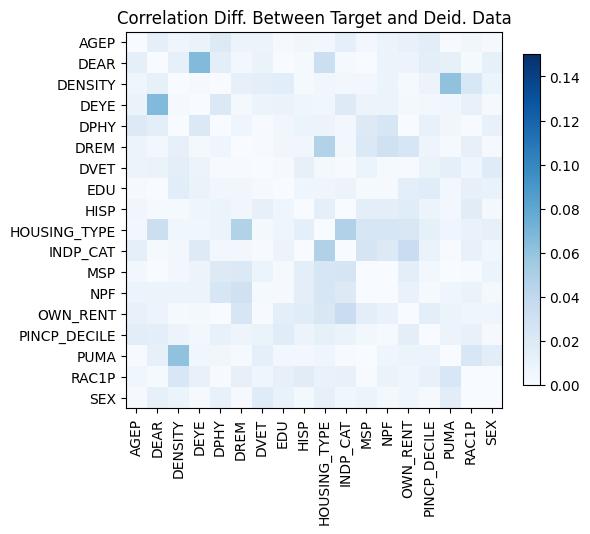 Correlation Diff. Between Target and Deid. Data
AGEP
DEAR
DENSITY
DEYE
DPHY
DREM
DVET
EDU
HISP
HOUSING_TYPE
INDP_CAT
MSP
NPF
OWN_RENT
PINCP_DECILE
PUMA
RAC1P
SEX
AGEP
DEAR
DENSITY
DEYE
DPHY
DREM
DVET
EDU
HISP
HOUSING_TYPE
INDP_CAT
MSP
NPF
OWN_RENT
PINCP_DECILE
PUMA
RAC1P
SEX
0.14
0.12
0.10
0.08
0.06
0.04
0.02
0.00